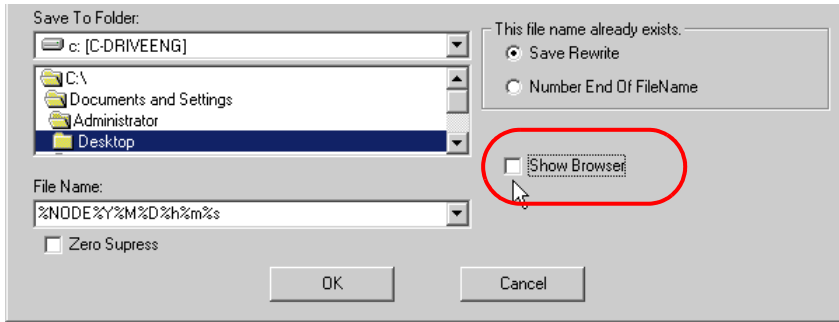 Save To Folder:
c: [C-DRIVEENG]
C:\
Documents and Settings
Administrator
Desktop
File Name:
%NODE%Y%M%D%h%m%s
Zero Supress
This file name already exists.
Save Rewrite
Number End Of FileName
Show Browser
OK
Cancel